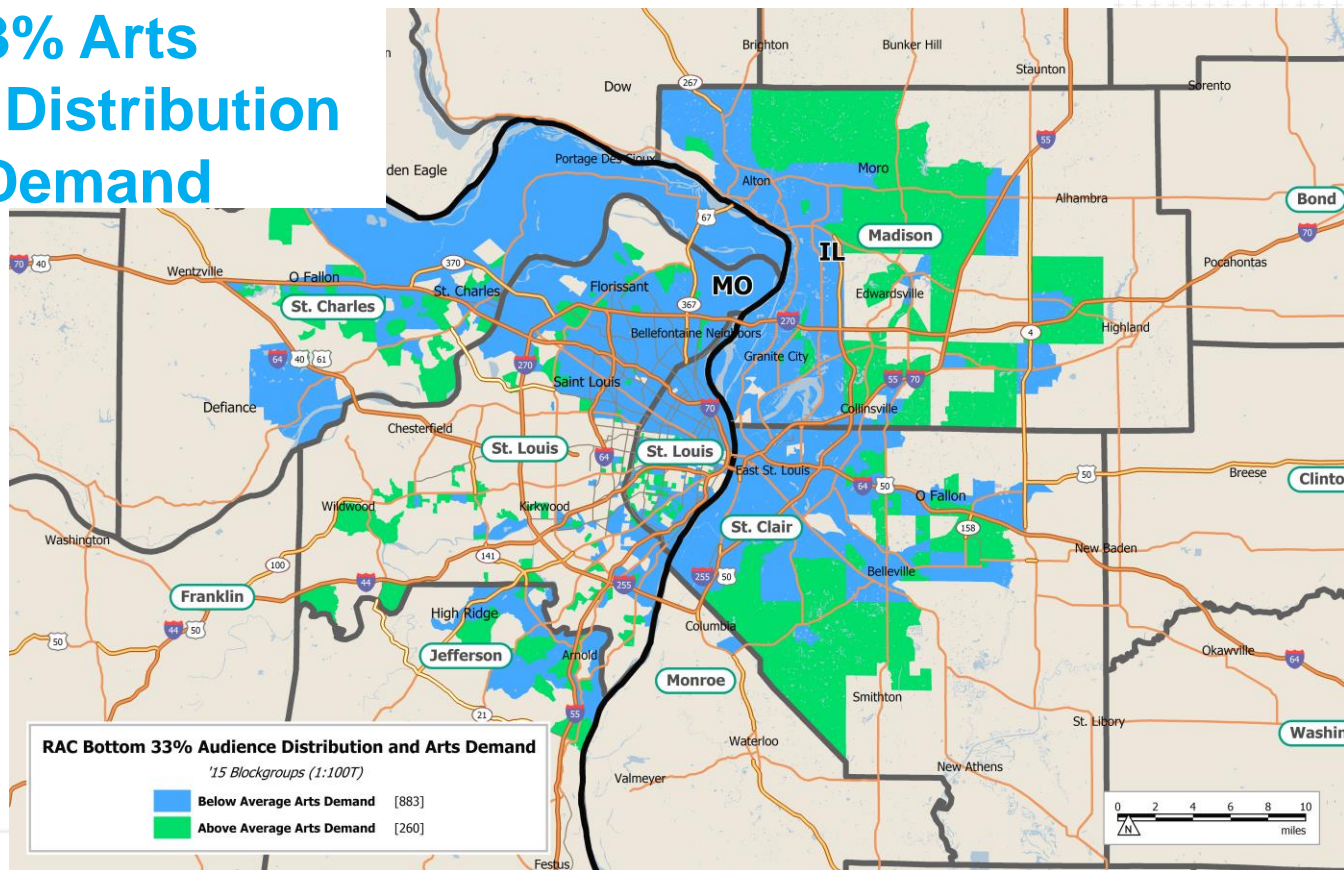 3% Arts
Distribution
Demand
Brighton
Bunker Hill
Staunton
Sorento
Dow
267
55
Portage Des Sioux
den Eagle
Alton
Moro
Alhambra
Bond
67
70
Madison
IL
Pocahontas
70 40
Wentzville
O Fallon
370
St. Charles
Florissant
MO
Edwardsville
St. Charles
367
Bellefontaine Neighbors
270
4
Highland
64 40 61
270
Granite City
Saint Louis
55 70
Defiance
70
Collinsville
Chesterfield
St. Louis
64
St. Louis
East St. Louis
50
Breese
Clinto
64 50
O Fallon
Wildwood
Kirkwood
St. Clair
158
Washington
141
New Baden
100
Belleville
Franklin
44
255
255 50
High Ridge
44 50
50
Columbia
Okawville
64
Jefferson
Arnold
Monroe
Smithton
21
55
St. Libory
Washin
Waterloo
New Athens
Valmeyer
Festus
RAC Bottom 33% Audience Distribution and Arts Demand
'15 Blockgroups (1:100T)
Below Average Arts Demand [883]
Above Average Arts Demand [260]
0 2 4 6 8 10
N
miles